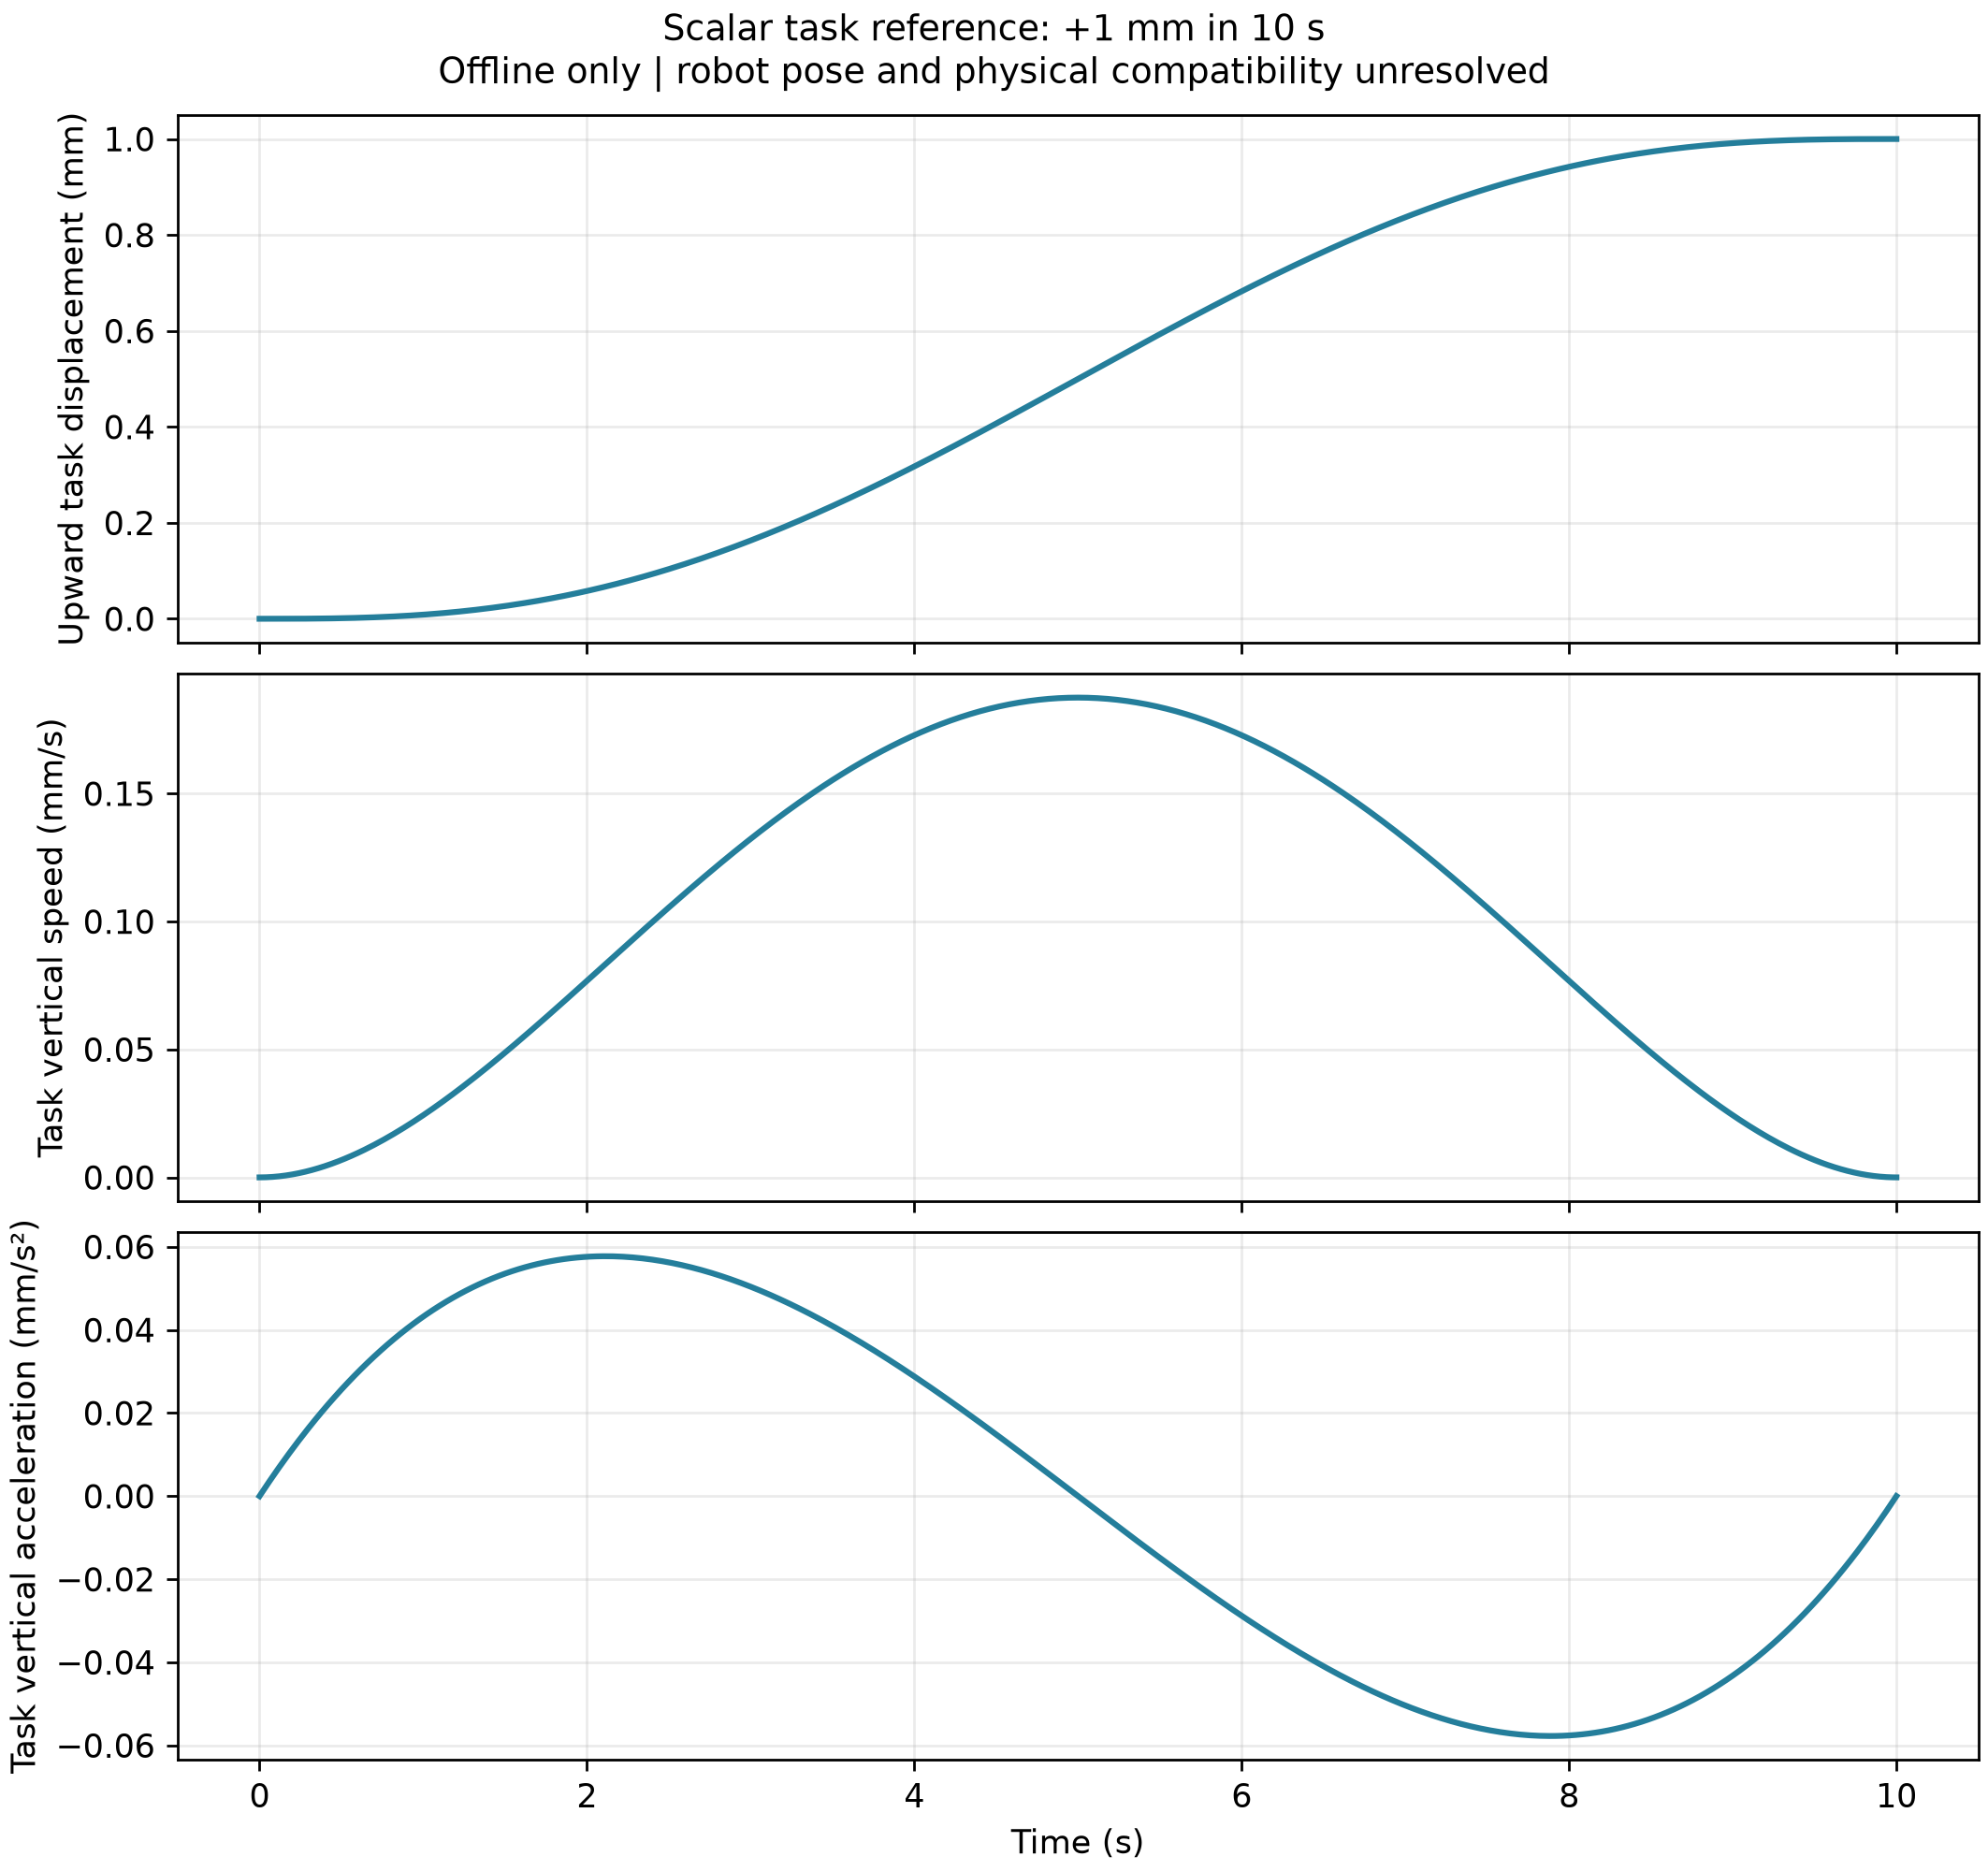 Scalar task reference: +1 mm in 10 s
Offline only | robot pose and physical compatibility unresolved
Upward task displacement (mm)
1.0
0.8
0.6
0.4
0.2
0.0
Task vertical speed (mm/s)
0.15
0.10
0.05
0.00
Task vertical acceleration (mm/s²)
0.06
0.04
0.02
0.00
−0.02
−0.04
−0.06
0 2 4 6 8 10
Time (s)